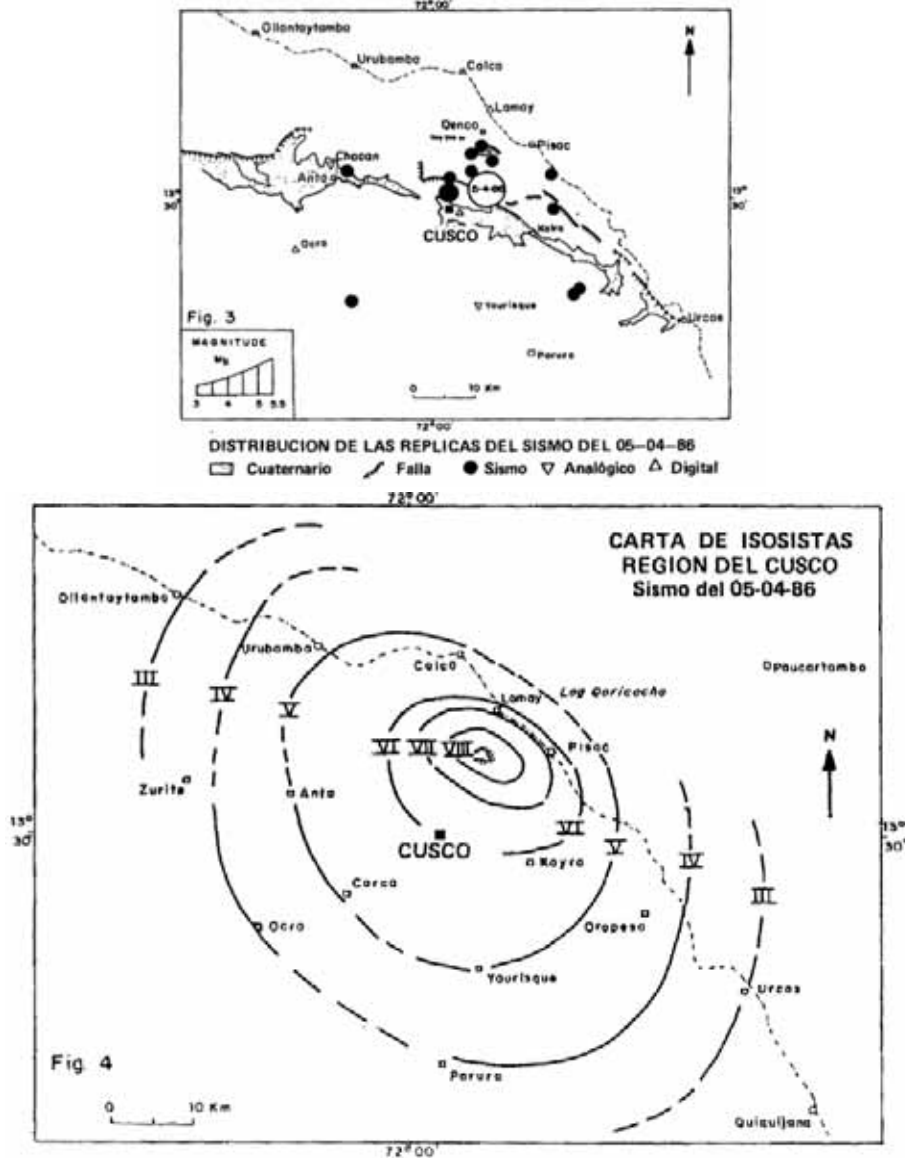 72° 00'
Ollantaytambo
Urubamba
Calca
N
Lamay
Qenco
Pisac
Chacan
Anta
13° 30'
5-4-86
13° 30'
CUSCO
Kayra
Ocra
Yaurisque
Urcos
Fig. 3
MAGNITUDE
Paruro
3 4 5 5.5
0 10 Km
72° 00'
DISTRIBUCION DE LAS REPLICAS DEL SISMO DEL 05-04-86
Cuaternario Falla Sismo Analógico Digital
72° 00'
CARTA DE ISOSISTAS
REGION DEL CUSCO
Sismo del 05-04-86
Ollantaytambo
Urubamba
Calca
Paucartambo
III
IV
V
Lag Qoricocha
Lamay
VI VII VIII
Pisac
N
Zurite
Anta
13° 30'
13° 30'
CUSCO
VI
V
IV
III
Kayra
Corca
Oropesa
Ocra
Yaurisque
Urcos
Fig. 4
Paruro
0 10 Km
Quiquijana
72° 00'